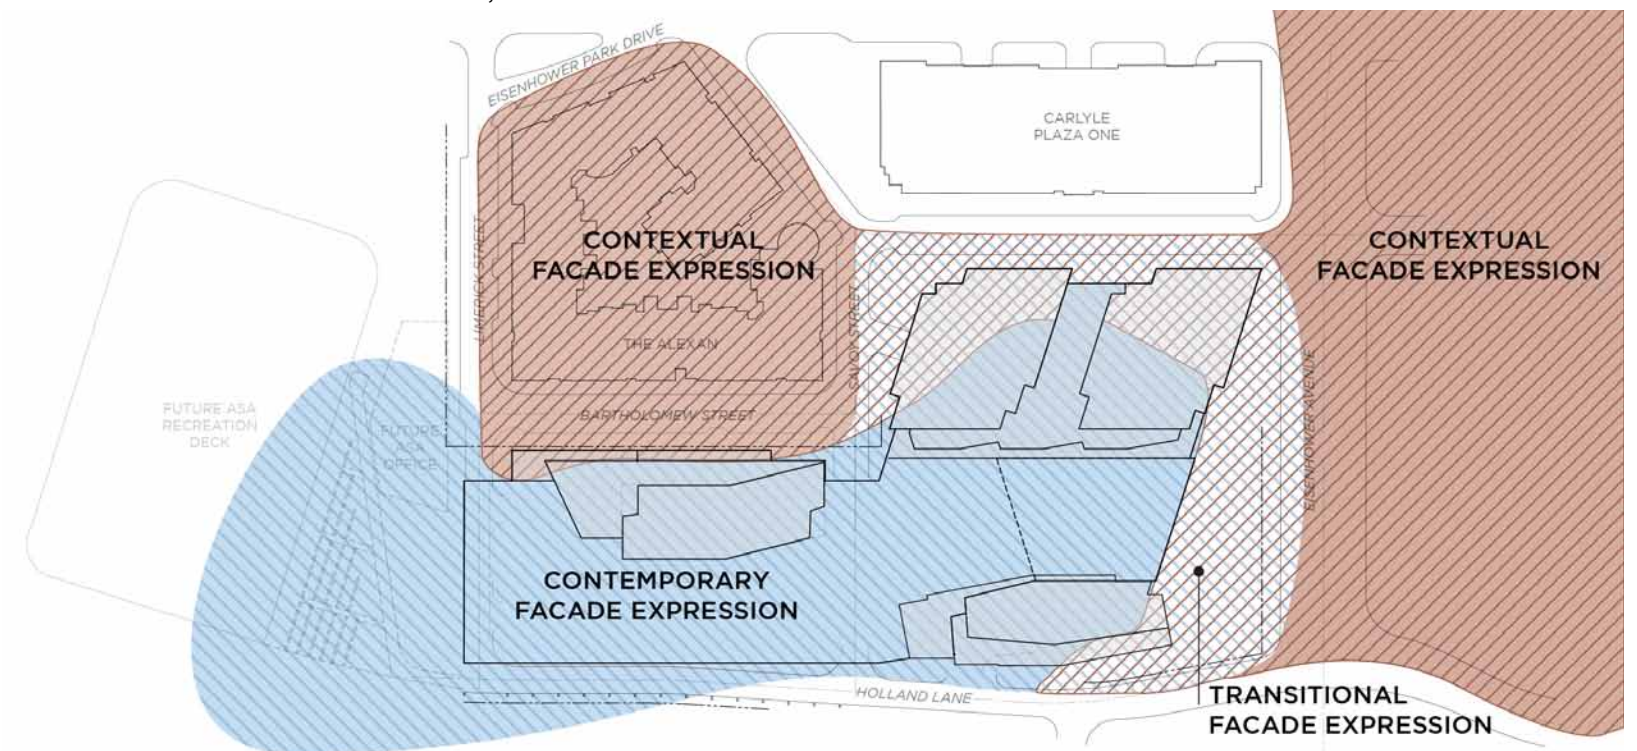 EISENHOWER PARK DRIVE
CARLYLE
PLAZA ONE
LIMERICK STREET
CONTEXTUAL
FACADE EXPRESSION
CONTEXTUAL
FACADE EXPRESSION
THE ALEXAN
SAVOY STREET
EISENHOWER AVENUE
FUTURE ASA
RECREATION
DECK
FUTURE
ASA
OFFICE
BARTHOLOMEW STREET
CONTEMPORARY
FACADE EXPRESSION
HOLLAND LANE
TRANSITIONAL
FACADE EXPRESSION